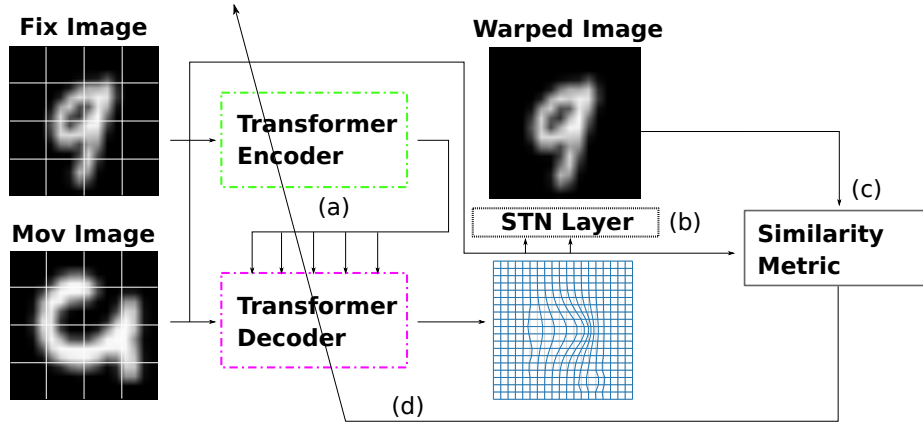 Fix Image
Warped Image
Transformer
Encoder
(a)
(c)
Mov Image
STN Layer
(b)
Similarity
Metric
Transformer
Decoder
(d)